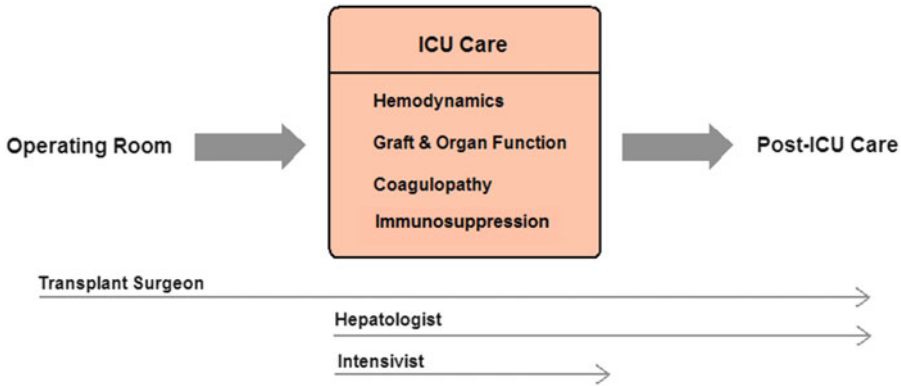 ICU Care
Hemodynamics
Operating Room
Graft & Organ Function
Post-ICU Care
Coagulopathy
Immunosuppression
Transplant Surgeon
Hepatologist
Intensivist